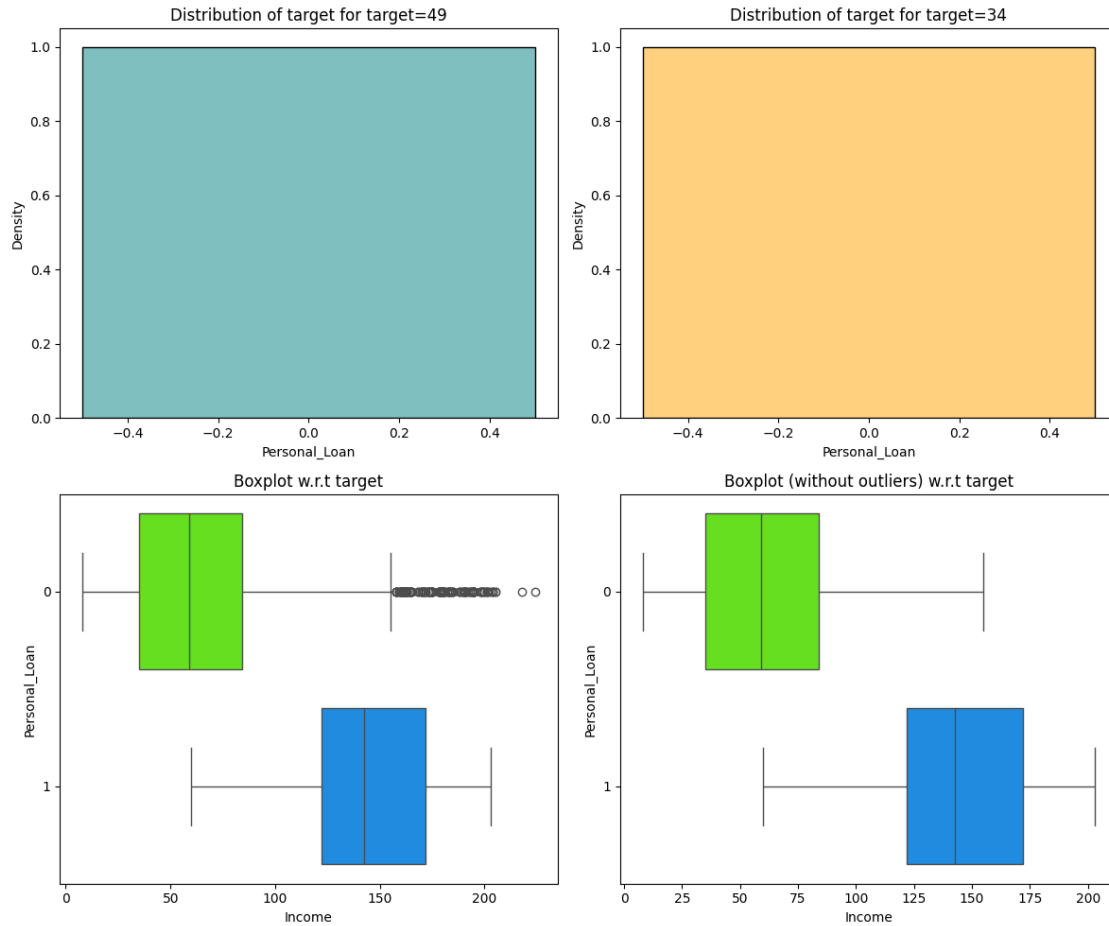 Distribution of target for target=49
1.0
0.8
0.6
0.4
0.2
0.0
Density
−0.4 −0.2 0.0 0.2 0.4
Personal_Loan
Distribution of target for target=34
1.0
0.8
0.6
0.4
0.2
0.0
Density
−0.4 −0.2 0.0 0.2 0.4
Personal_Loan
Boxplot w.r.t target
0
1
Personal_Loan
0 50 100 150 200
Income
Boxplot (without outliers) w.r.t target
0
1
Personal_Loan
0 25 50 75 100 125 150 175 200
Income